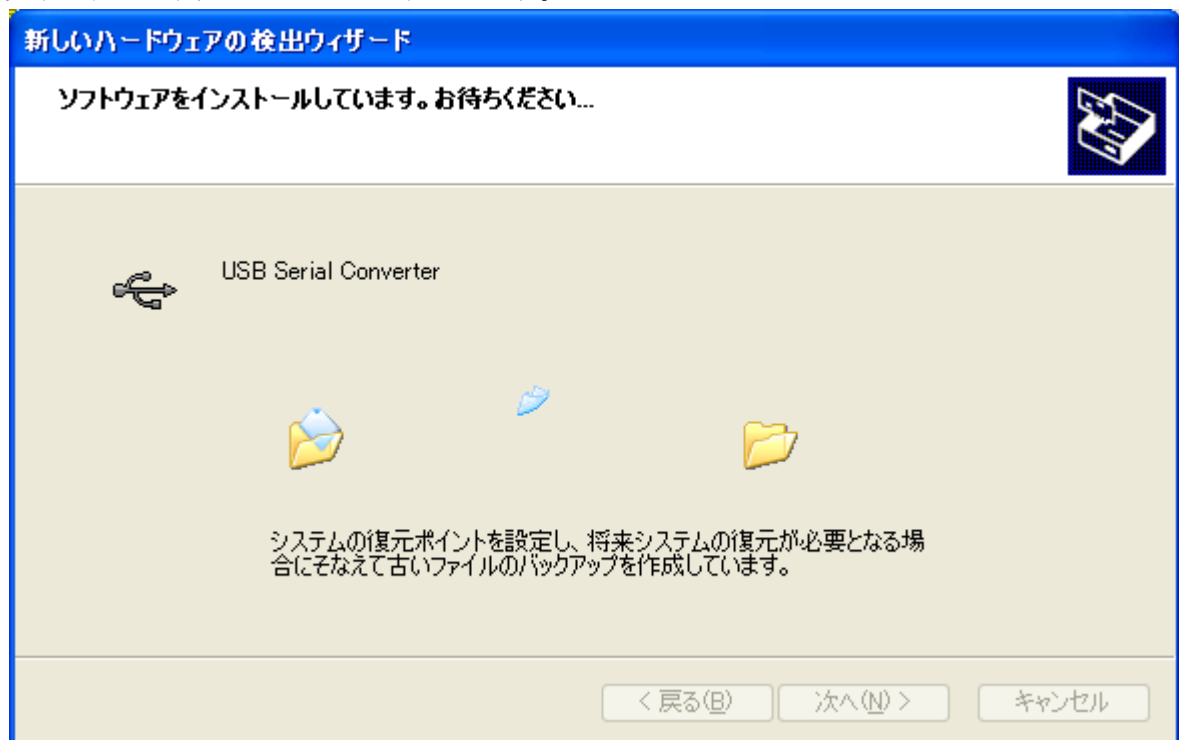 新しいハードウェアの検出ウィザード
ソフトウェアをインストールしています。お待ちください...
USB Serial Converter
システムの復元ポイントを設定し、将来システムの復元が必要となる場
合にそなえて古いファイルのバックアップを作成しています。
< 戻る(B) 次へ(N) > キャンセル